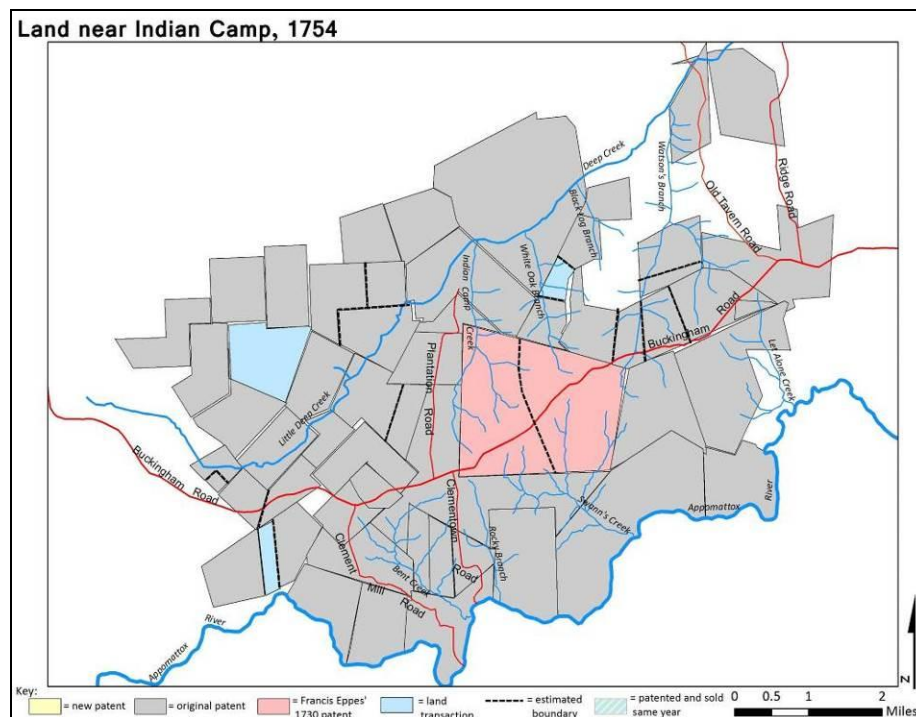 Land near Indian Camp, 1754
Deep Creek
Watson's Branch
Old Tavern Road
Ridge Road
Black Log Branch
White Oak Branch
Indian Camp
Creek
Buckingham Road
Let Alone Creek
Plantation Road
Little Deep Creek
Buckingham Road
Clementown Road
Swann's Creek
Appomattox River
Rocky Branch
Clement Mill Road
Bent Creek
Appomattox River
Z
Key:
= new patent
= original patent
= Francis Eppes'
1730 patent
= land
transaction
= estimated
boundary
= patented and sold
same year
0 0.5 1 2
Miles